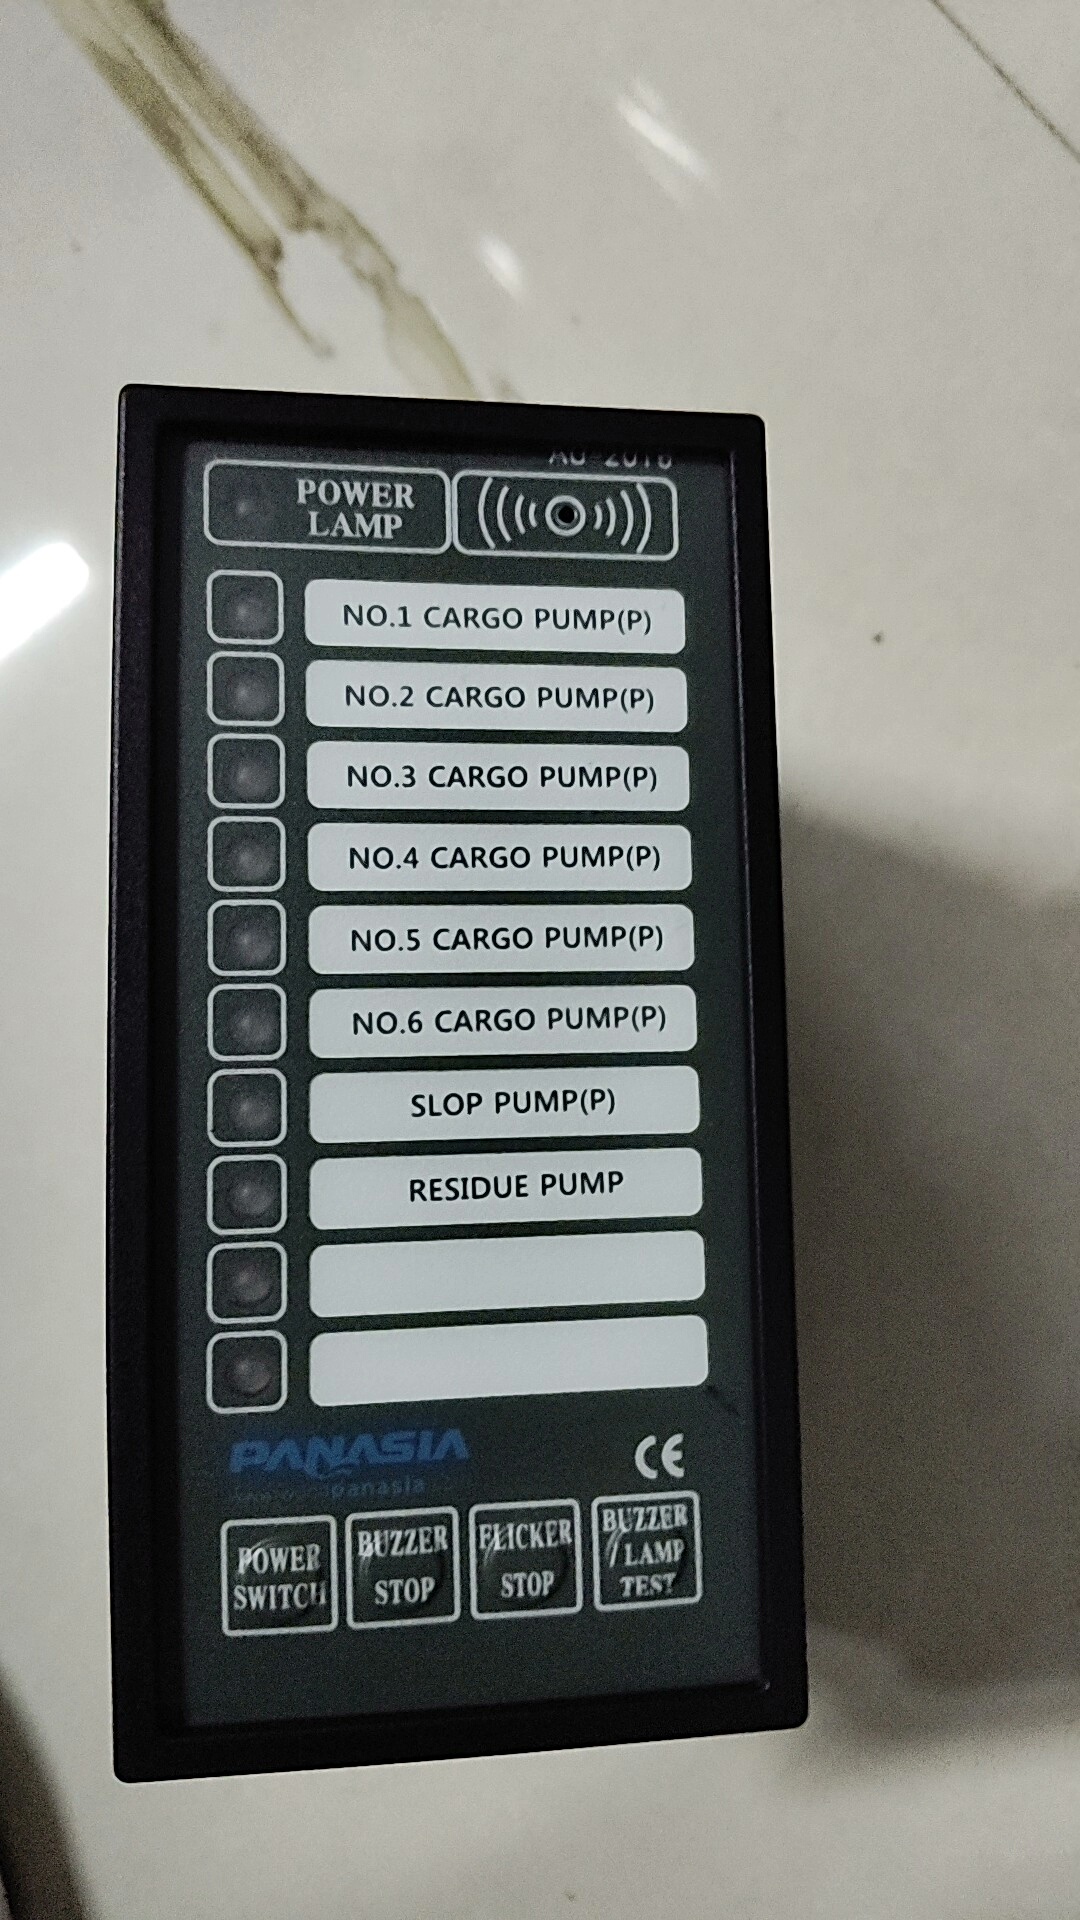 POWER
LAMP
NO.1 CARGO PUMP(P)
NO.2 CARGO PUMP(P)
NO.3 CARGO PUMP(P)
NO.4 CARGO PUMP(P)
NO.5 CARGO PUMP(P)
NO.6 CARGO PUMP(P)
SLOP PUMP(P)
RESIDUE PUMP
PANASIA
CE
panasia
POWER
SWITCH
BUZZER
STOP
FLICKER
STOP
BUZZER
/ LAMP
TEST